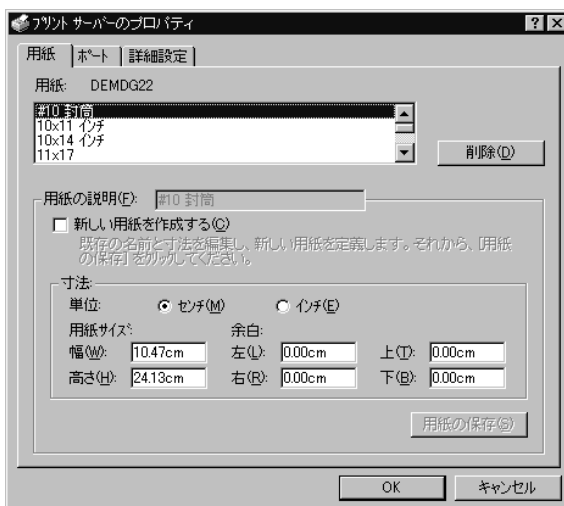 プリント サーバーのプロパティ
用紙 ポート 詳細設定
用紙: DEMDG22
#10 封筒
10x11 インチ
10x14 インチ
11x17
削除(D)
用紙の説明(F): #10 封筒
新しい用紙を作成する(C)
既存の名前と寸法を編集し、新しい用紙を定義します。それから、[用紙
の保存] をクリックしてください。
寸法:
単位: センチ(M) インチ(E)
用紙サイズ: 余白:
幅(W): 10.47cm 左(L): 0.00cm 上(T): 0.00cm
高さ(H): 24.13cm 右(R): 0.00cm 下(B): 0.00cm
用紙の保存(S)
OK キャンセル